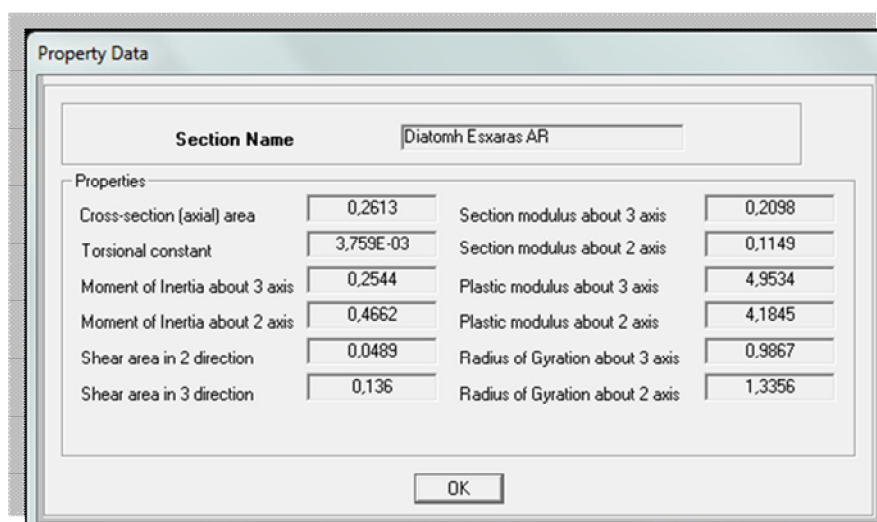 Property Data
Section Name Diatomh Esxaras AR
Properties
Cross-section (axial) area 0,2613 Section modulus about 3 axis 0,2098
Torsional constant 3,759E-03 Section modulus about 2 axis 0,1149
Moment of Inertia about 3 axis 0,2544 Plastic modulus about 3 axis 4,9534
Moment of Inertia about 2 axis 0,4662 Plastic modulus about 2 axis 4,1845
Shear area in 2 direction 0,0489 Radius of Gyration about 3 axis 0,9867
Shear area in 3 direction 0,136 Radius of Gyration about 2 axis 1,3356
OK